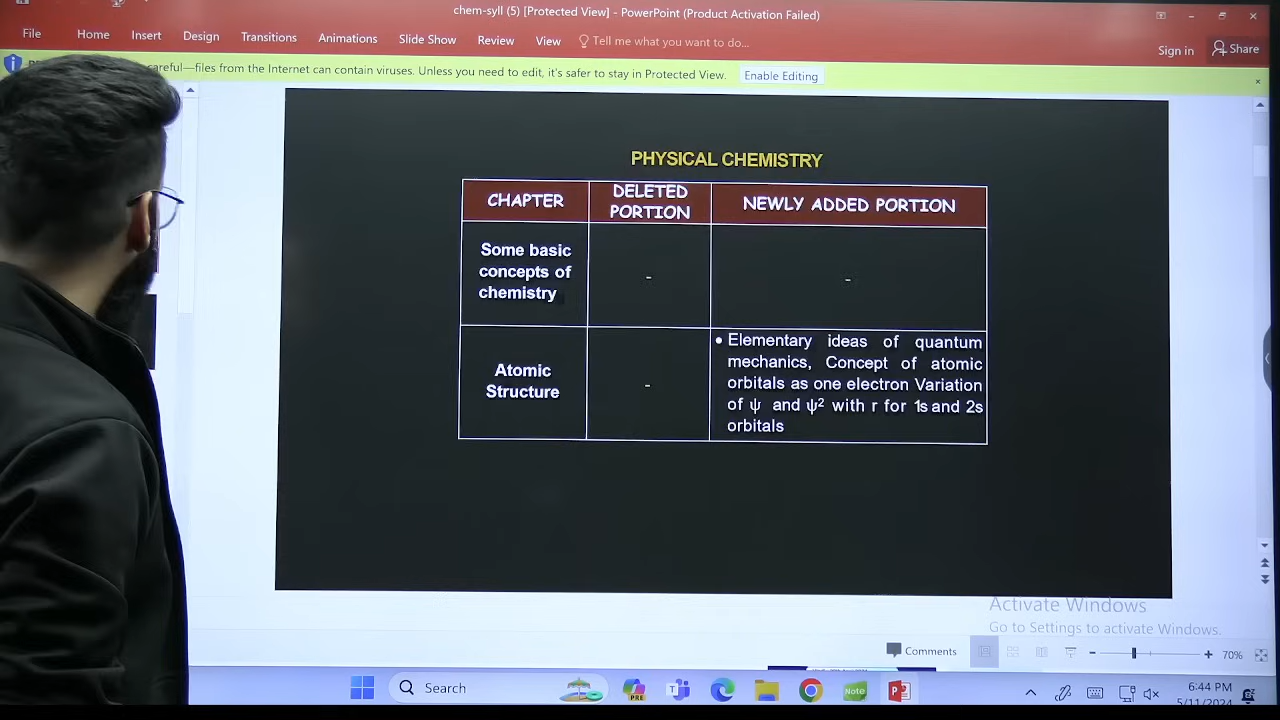 chem-syll (5) [Protected View] - PowerPoint (Product Activation Failed)
File Home Insert Design Transitions Animations Slide Show Review View Tell me what you want to do... Sign in Share
careful—files from the Internet can contain viruses. Unless you need to edit, it's safer to stay in Protected View. Enable Editing
PHYSICAL CHEMISTRY
CHAPTER
DELETED
PORTION
NEWLY ADDED PORTION
Some basic
concepts of
chemistry
-
-
Atomic
Structure
-
• Elementary ideas of quantum
mechanics, Concept of atomic
orbitals as one electron Variation
of ψ and ψ² with r for 1s and 2s
orbitals
Activate Windows
Go to Settings to activate Windows.
Comments
70%
Search
PRE
Note
6:44 PM
5/11/2024